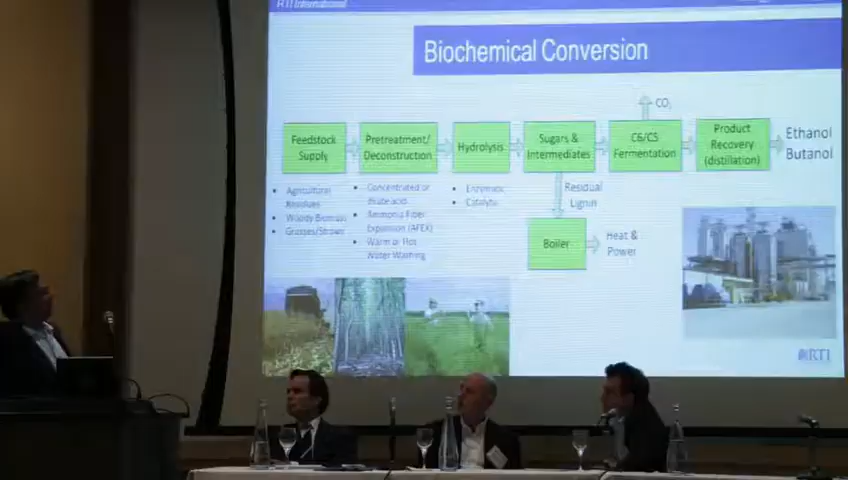 RTI International
Biochemical Conversion
CO2
Feedstock
Supply
Pretreatment/
Deconstruction
Hydrolysis
Sugars &
Intermediates
C6/C5
Fermentation
Product
Recovery
(distillation)
Ethanol
Butanol
• Agricultural
Residues
• Woody Biomass
• Grasses/Straws
• Concentrated or
dilute acid
• Ammonia Fiber
Expansion (AFEX)
• Warm or Hot
Water Washing
• Enzymatic
• Catalytic
Residual
Lignin
Boiler
Heat &
Power
RTI